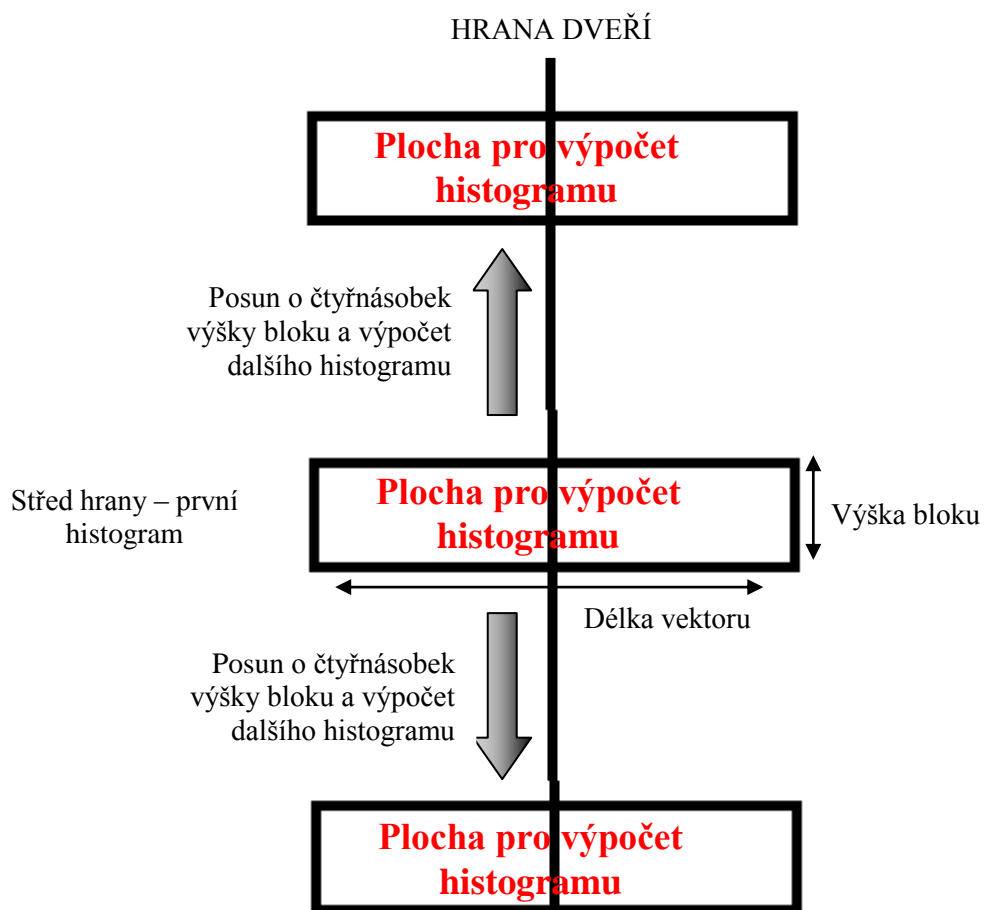 HRANA DVEŘÍ
Plocha pro výpočet
histogramu
Posun o čtyřnásobek
výšky bloku a výpočet
dalšího histogramu
Střed hrany – první
histogram
Plocha pro výpočet
histogramu
Výška bloku
Délka vektoru
Posun o čtyřnásobek
výšky bloku a výpočet
dalšího histogramu
Plocha pro výpočet
histogramu